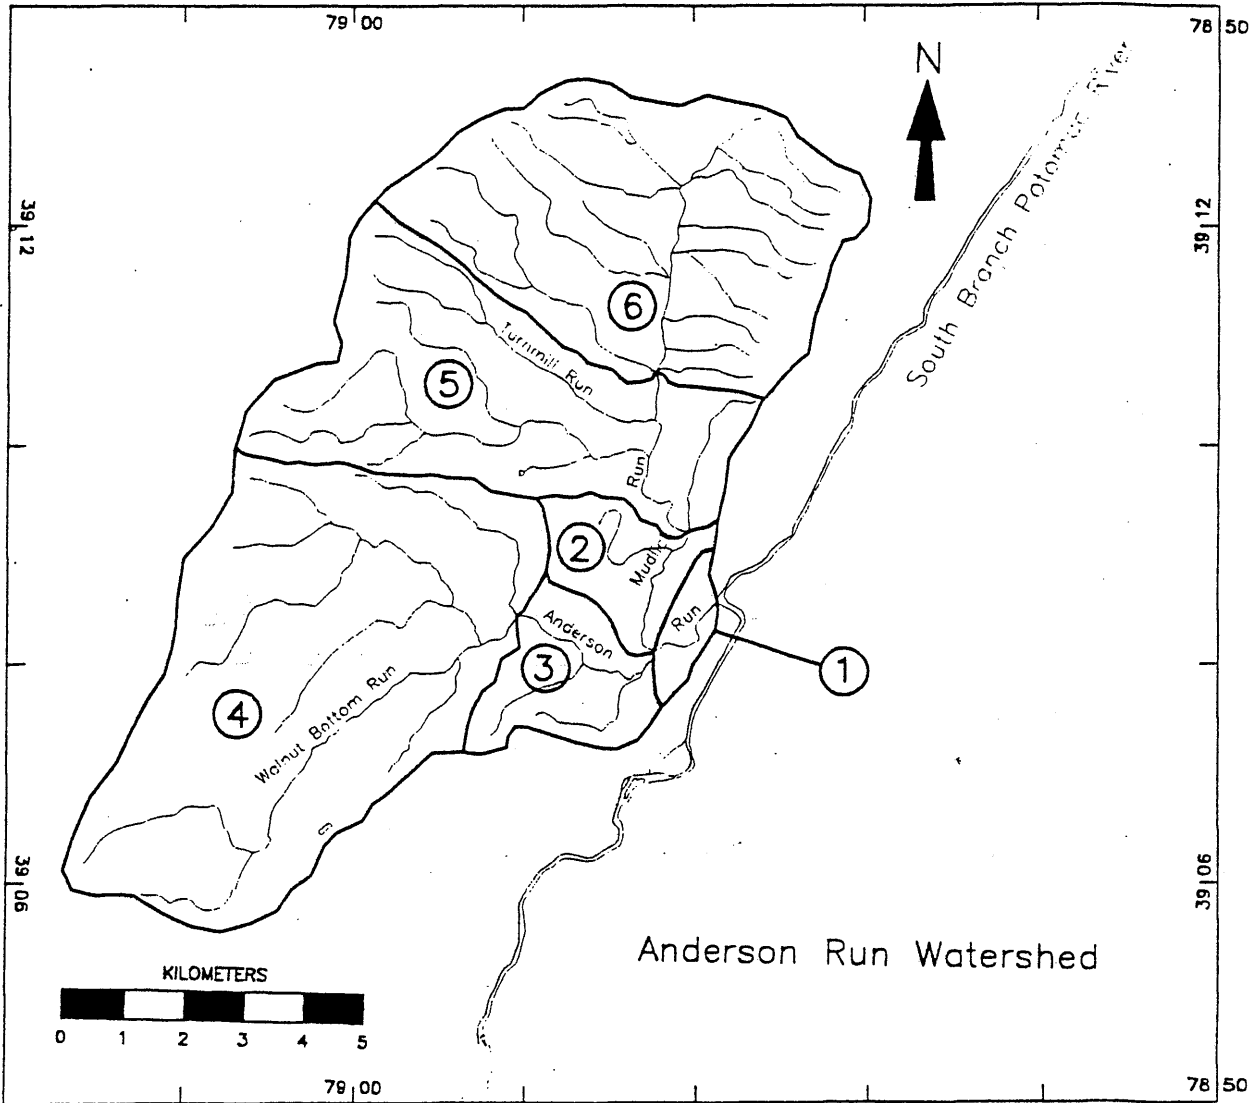 79 00
78 50
N
South Branch Potomac River
39 12
39 12
6
Turnmill Run
5
Run
2
Mudlick
Anderson
Run
3
1
4
Walnut Bottom Run
39 06
39 06
Anderson Run Watershed
KILOMETERS
0 1 2 3 4 5
79 00
78 50